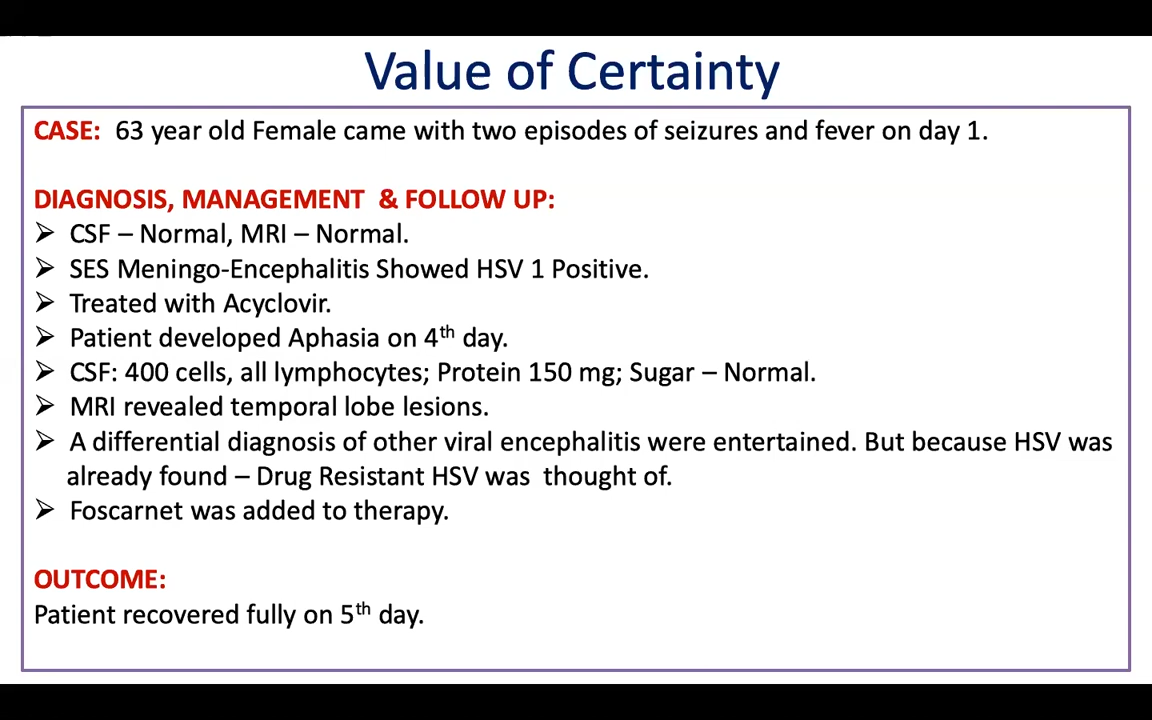 Value of Certainty
CASE: 63 year old Female came with two episodes of seizures and fever on day 1.
DIAGNOSIS, MANAGEMENT & FOLLOW UP:
➢ CSF – Normal, MRI – Normal.
➢ SES Meningo-Encephalitis Showed HSV 1 Positive.
➢ Treated with Acyclovir.
➢ Patient developed Aphasia on 4th day.
➢ CSF: 400 cells, all lymphocytes; Protein 150 mg; Sugar – Normal.
➢ MRI revealed temporal lobe lesions.
➢ A differential diagnosis of other viral encephalitis were entertained. But because HSV was
already found – Drug Resistant HSV was thought of.
➢ Foscarnet was added to therapy.
OUTCOME:
Patient recovered fully on 5th day.